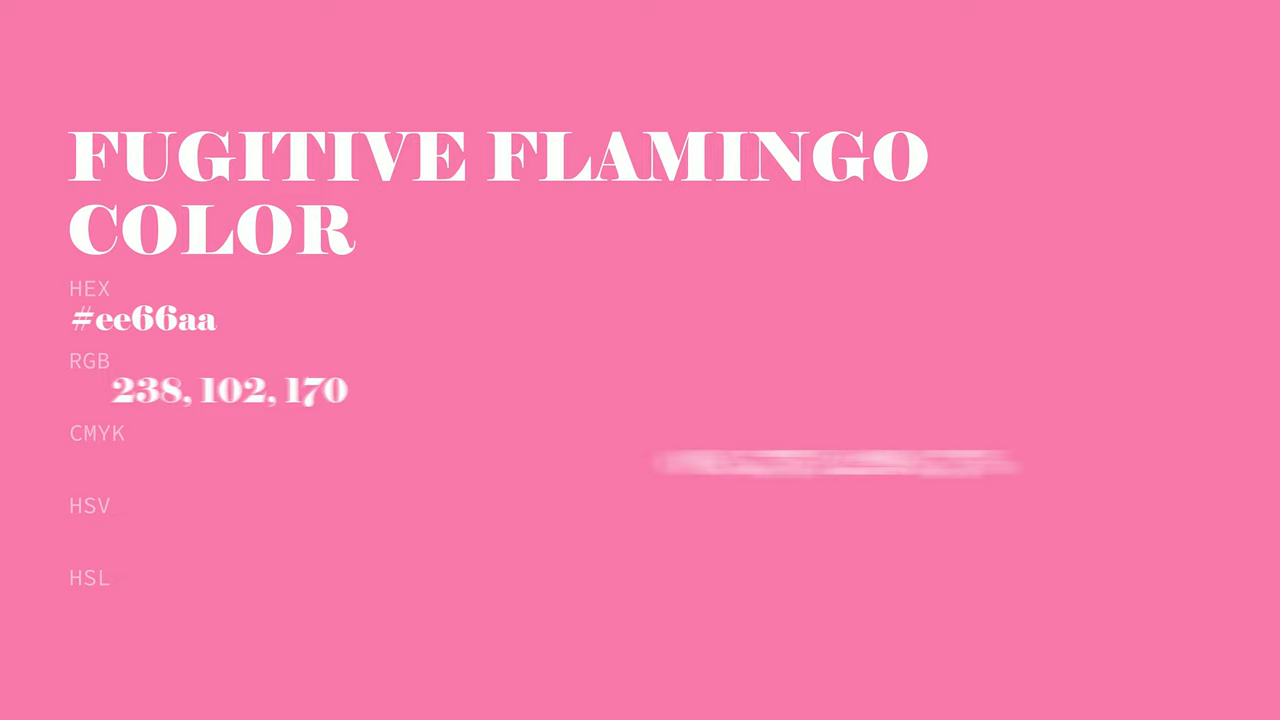 FUGITIVE FLAMINGO
COLOR
HEX
#ee66aa
RGB
238, 102, 170
CMYK
HSV
HSL